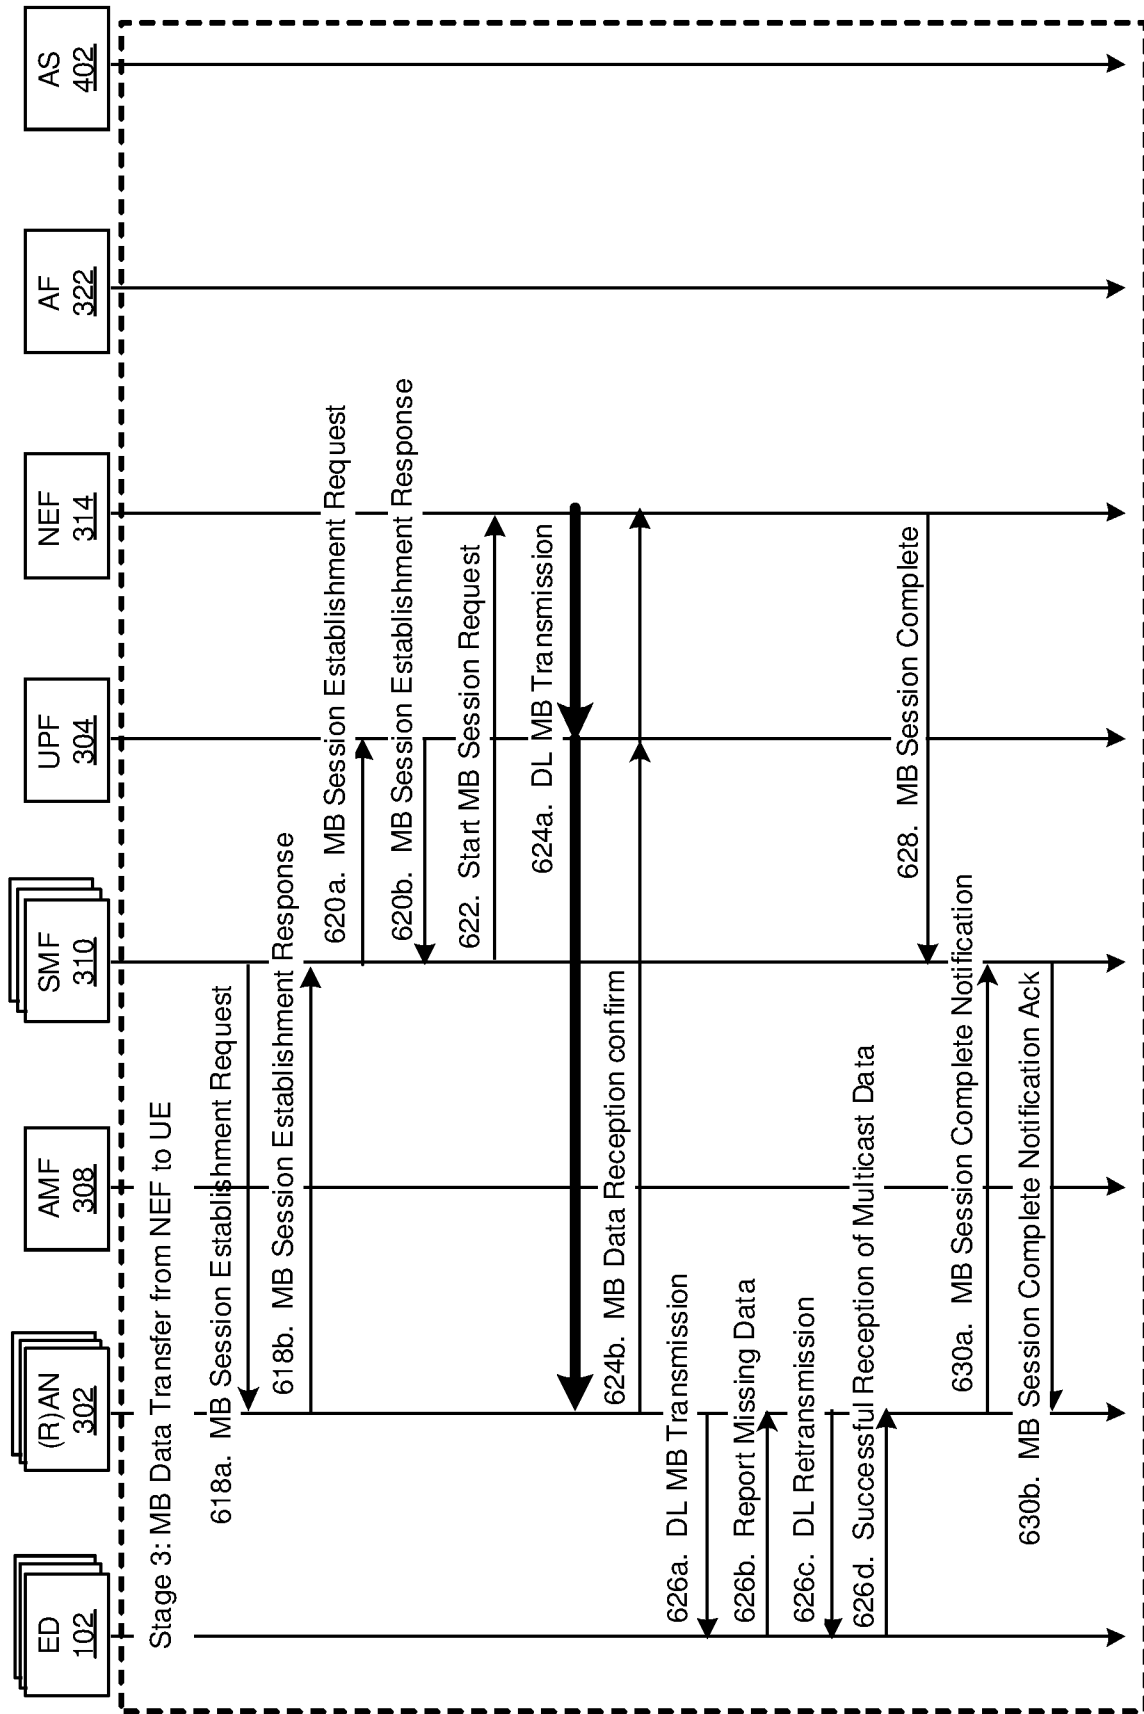 ED
102
(R)AN
302
AMF
308
SMF
310
UPF
304
NEF
314
AF
322
AS
402
Stage 3: MB Data Transfer from NEF to UE
618a. MB Session Establishment Request
618b. MB Session Establishment Response
620a. MB Session Establishment Request
620b. MB Session Establishment Response
622. Start MB Session Request
624a. DL MB Transmission
624b. MB Data Reception confirm
626a. DL MB Transmission
626b. Report Missing Data
626c. DL Retransmission
626d. Successful Reception of Multicast Data
628. MB Session Complete
630a. MB Session Complete Notification
630b. MB Session Complete Notification Ack